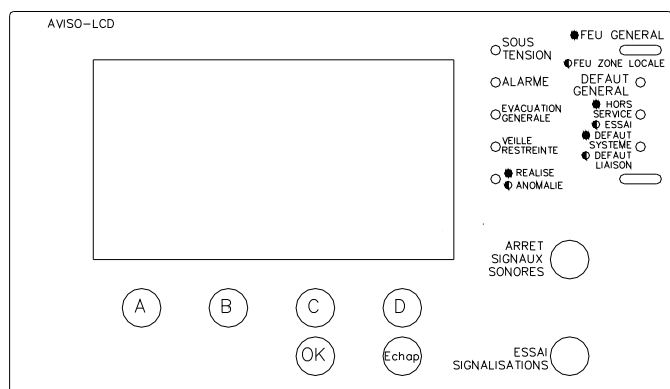 AVISO-LCD
SOUS
TENSION
FEU GENERAL
FEU ZONE LOCALE
ALARME
DEFAUT
GENERAL
EVACUATION
GENERALE
HORS
SERVICE
ESSAI
VEILLE
RESTREINTE
DEFAUT
SYSTEME
DEFAUT
LIAISON
REALISE
ANOMALIE
ARRET
SIGNAUX
SONORES
A B C D
OK Echap
ESSAI
SIGNALISATIONS